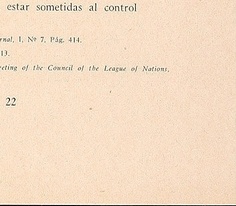 estar sometidas al control
rnal, I, Nº 7, Pág. 414.
13.
eeting of the Council of the League of Nations,
22